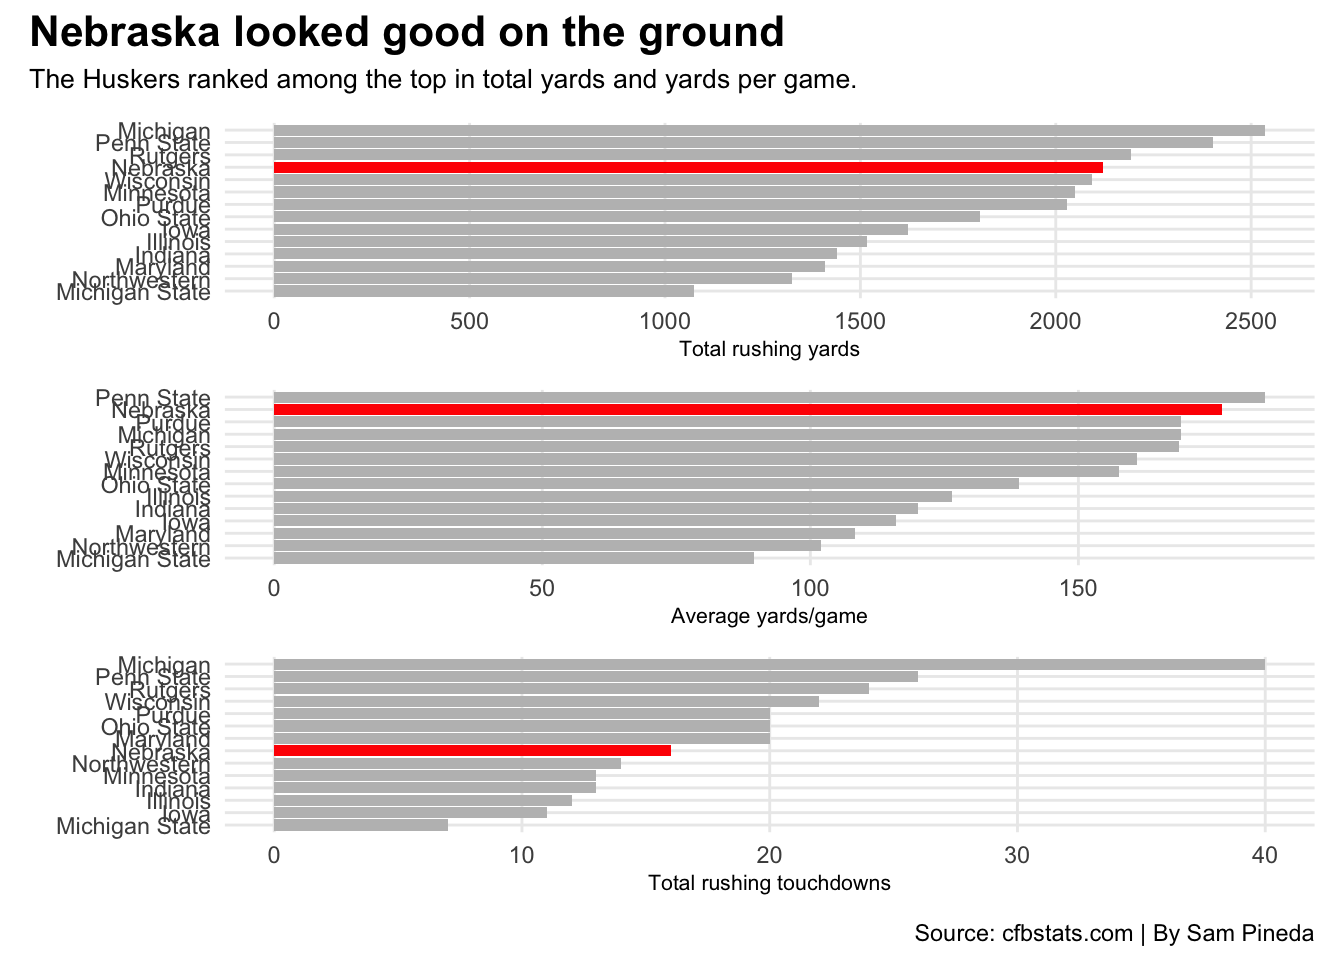 Nebraska looked good on the ground
The Huskers ranked among the top in total yards and yards per game.
Michigan
Penn State
Rutgers
Nebraska
Wisconsin
Minnesota
Purdue
Ohio State
Iowa
Illinois
Indiana
Maryland
Northwestern
Michigan State
0 500 1000 1500 2000 2500
Total rushing yards
Penn State
Nebraska
Purdue
Michigan
Rutgers
Wisconsin
Minnesota
Ohio State
Illinois
Indiana
Iowa
Maryland
Northwestern
Michigan State
0 50 100 150
Average yards/game
Michigan
Penn State
Rutgers
Wisconsin
Purdue
Ohio State
Maryland
Nebraska
Northwestern
Minnesota
Indiana
Illinois
Iowa
Michigan State
0 10 20 30 40
Total rushing touchdowns
Source: cfbstats.com | By Sam Pineda